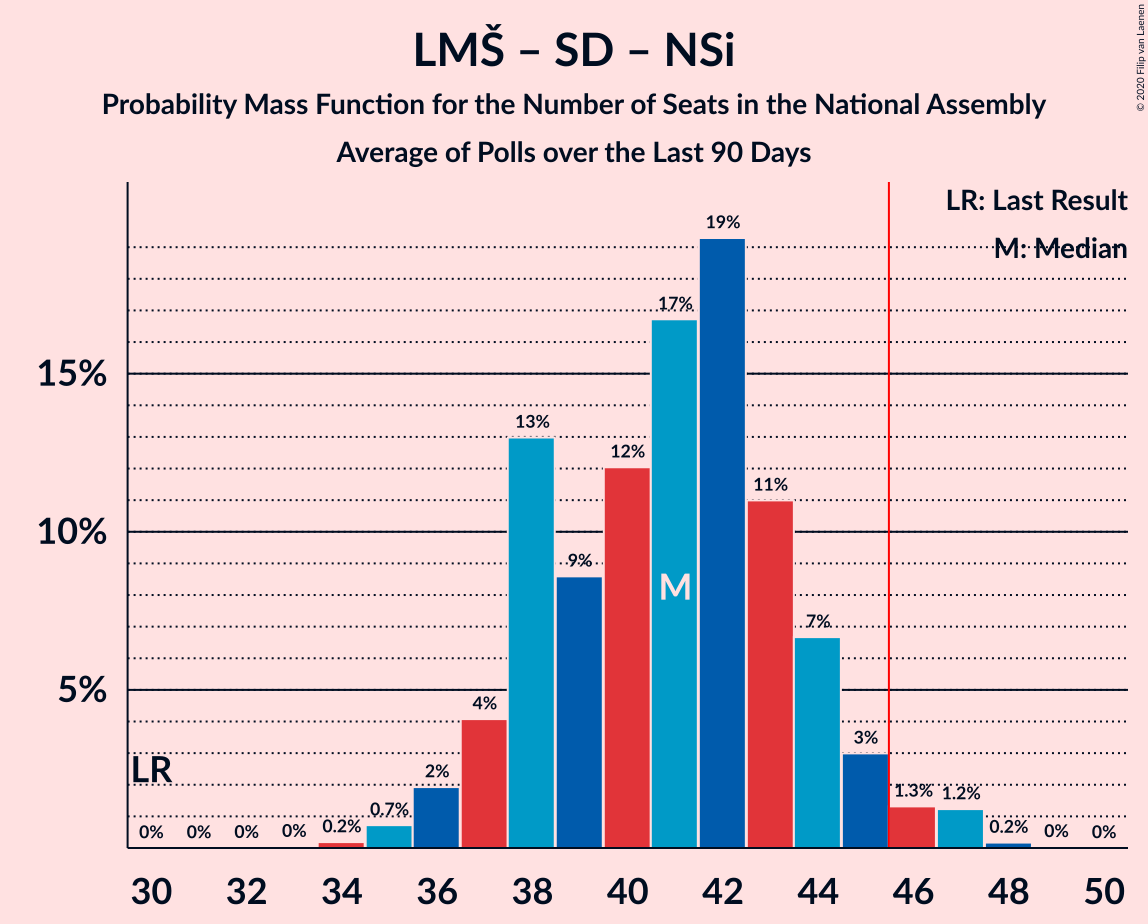 LMŠ – SD – NSi
Probability Mass Function for the Number of Seats in the National Assembly
Average of Polls over the Last 90 Days
© 2020 Filip van Laenen
LR: Last Result
M: Median
15%
10%
5%
LR
0% 0% 0% 0% 0.2% 0.7% 2% 4% 13% 9% 12% 17% 19% 11% 7% 3% 1.3% 1.2% 0.2% 0% 0%
M
30 32 34 36 38 40 42 44 46 48 50